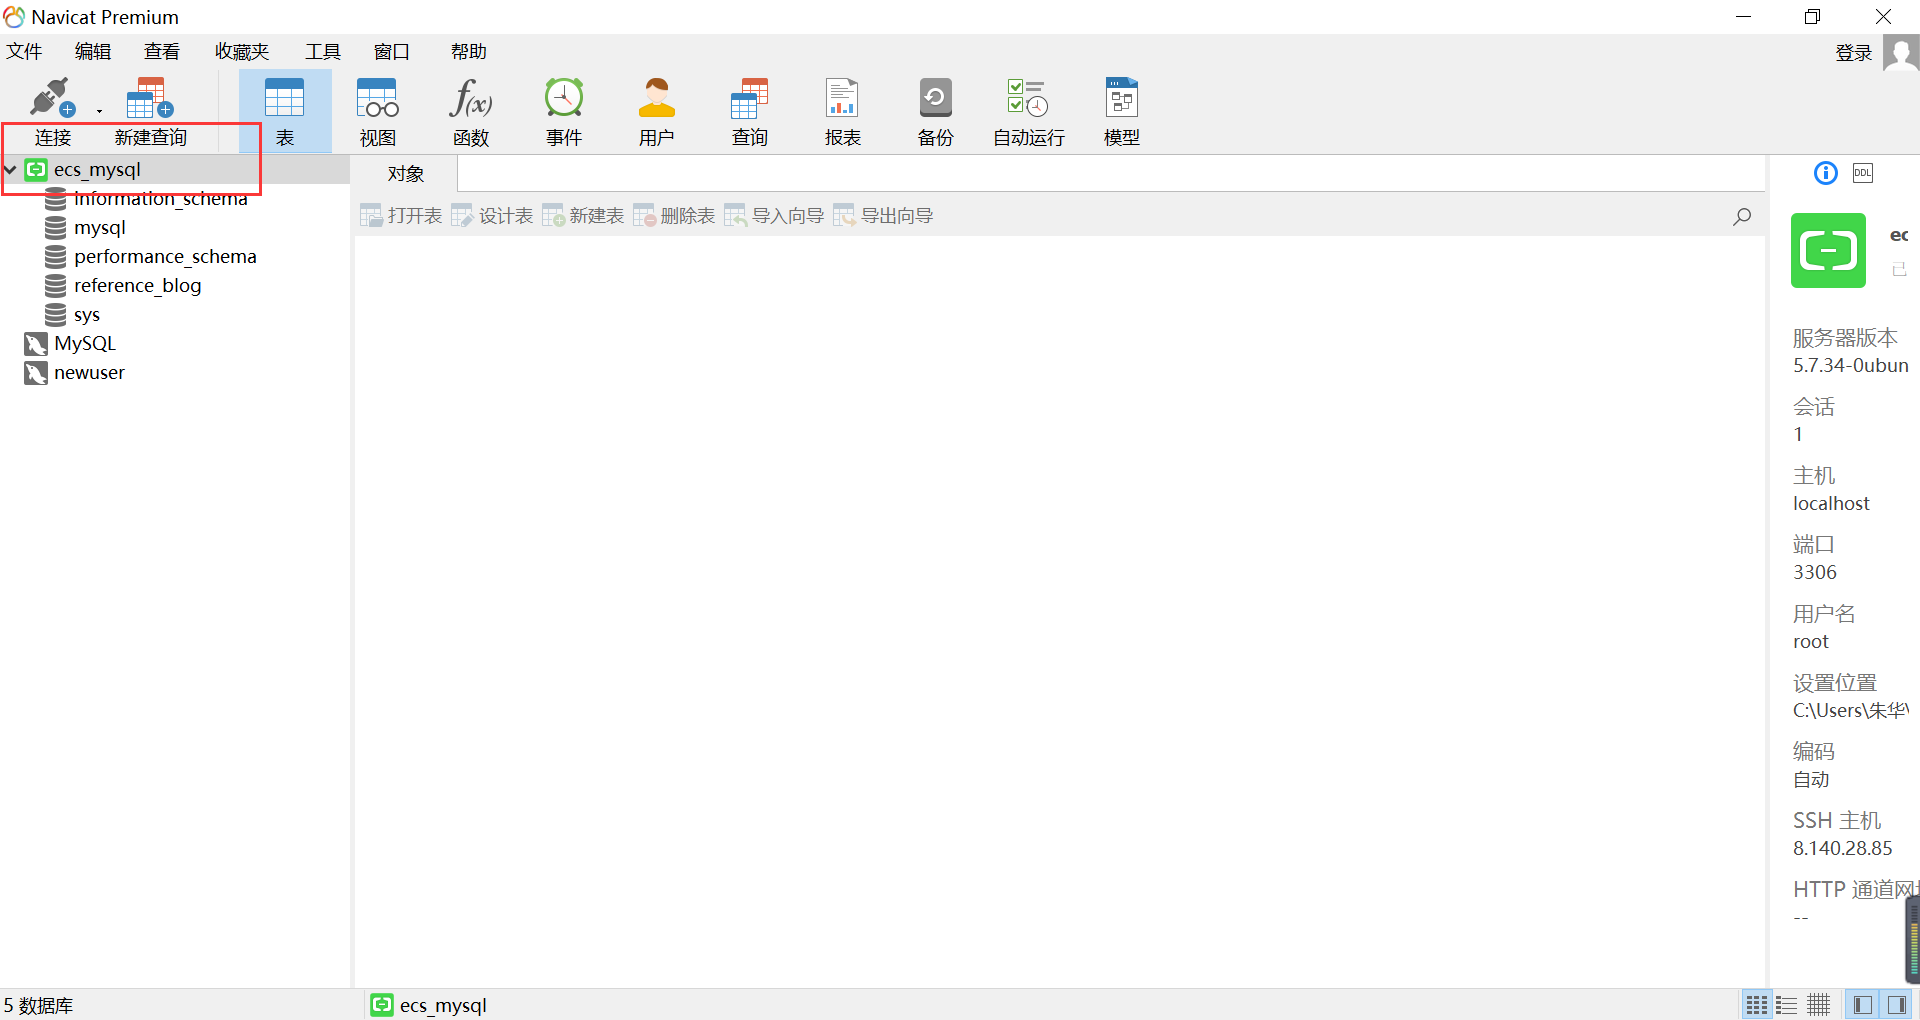 Navicat Premium
文件 编辑 查看 收藏夹 工具 窗口 帮助 登录
连接 新建查询 表 视图 函数 事件 用户 查询 报表 备份 自动运行 模型
ecs_mysql
information_schema
mysql
performance_schema
reference_blog
sys
MySQL
newuser
对象
打开表 设计表 新建表 删除表 导入向导 导出向导
DDL
ec
已
服务器版本
5.7.34-0ubun
会话
1
主机
localhost
端口
3306
用户名
root
设置位置
C:\Users\朱华\
编码
自动
SSH 主机
8.140.28.85
HTTP 通道网
--
5 数据库 ecs_mysql